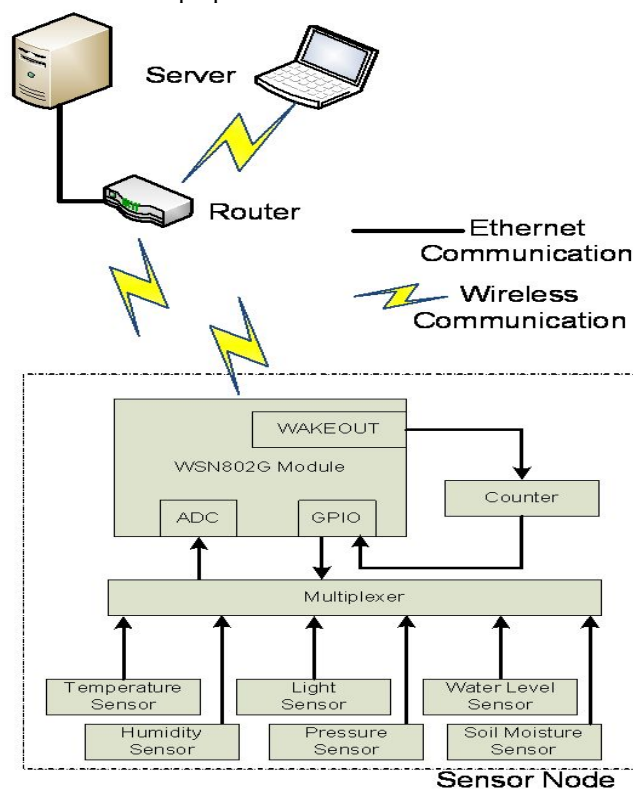 Server
Router
Ethernet
Communication
Wireless
Communication
WAKEOUT
WSN802G Module
Counter
ADC
GPIO
Multiplexer
Temperature
Sensor
Light
Sensor
Water Level
Sensor
Humidity
Sensor
Pressure
Sensor
Soil Moisture
Sensor
Sensor Node